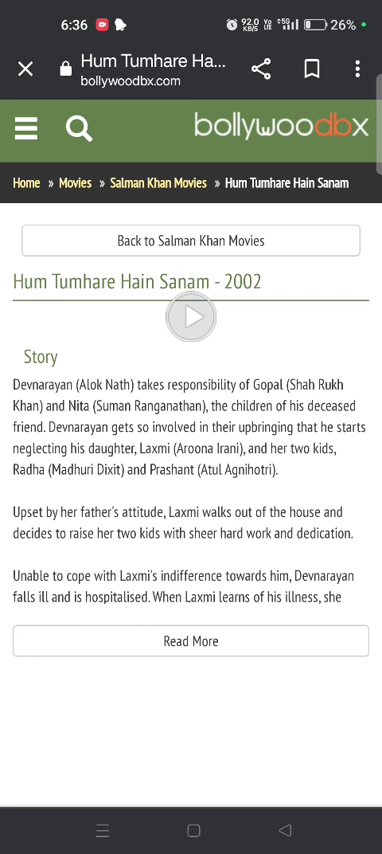 6:36 92.0 KB/S Vo LTE 5G 26%
Hum Tumhare Ha...
bollywoodbx.com
bollywoodbx
Home » Movies » Salman Khan Movies » Hum Tumhare Hain Sanam
Back to Salman Khan Movies
Hum Tumhare Hain Sanam - 2002
Story
Devnarayan (Alok Nath) takes responsibility of Gopal (Shah Rukh
Khan) and Nita (Suman Ranganathan), the children of his deceased
friend. Devnarayan gets so involved in their upbringing that he starts
neglecting his daughter, Laxmi (Aroona Irani), and her two kids,
Radha (Madhuri Dixit) and Prashant (Atul Agnihotri).
Upset by her father's attitude, Laxmi walks out of the house and
decides to raise her two kids with sheer hard work and dedication.
Unable to cope with Laxmi's indifference towards him, Devnarayan
falls ill and is hospitalised. When Laxmi learns of his illness, she
Read More